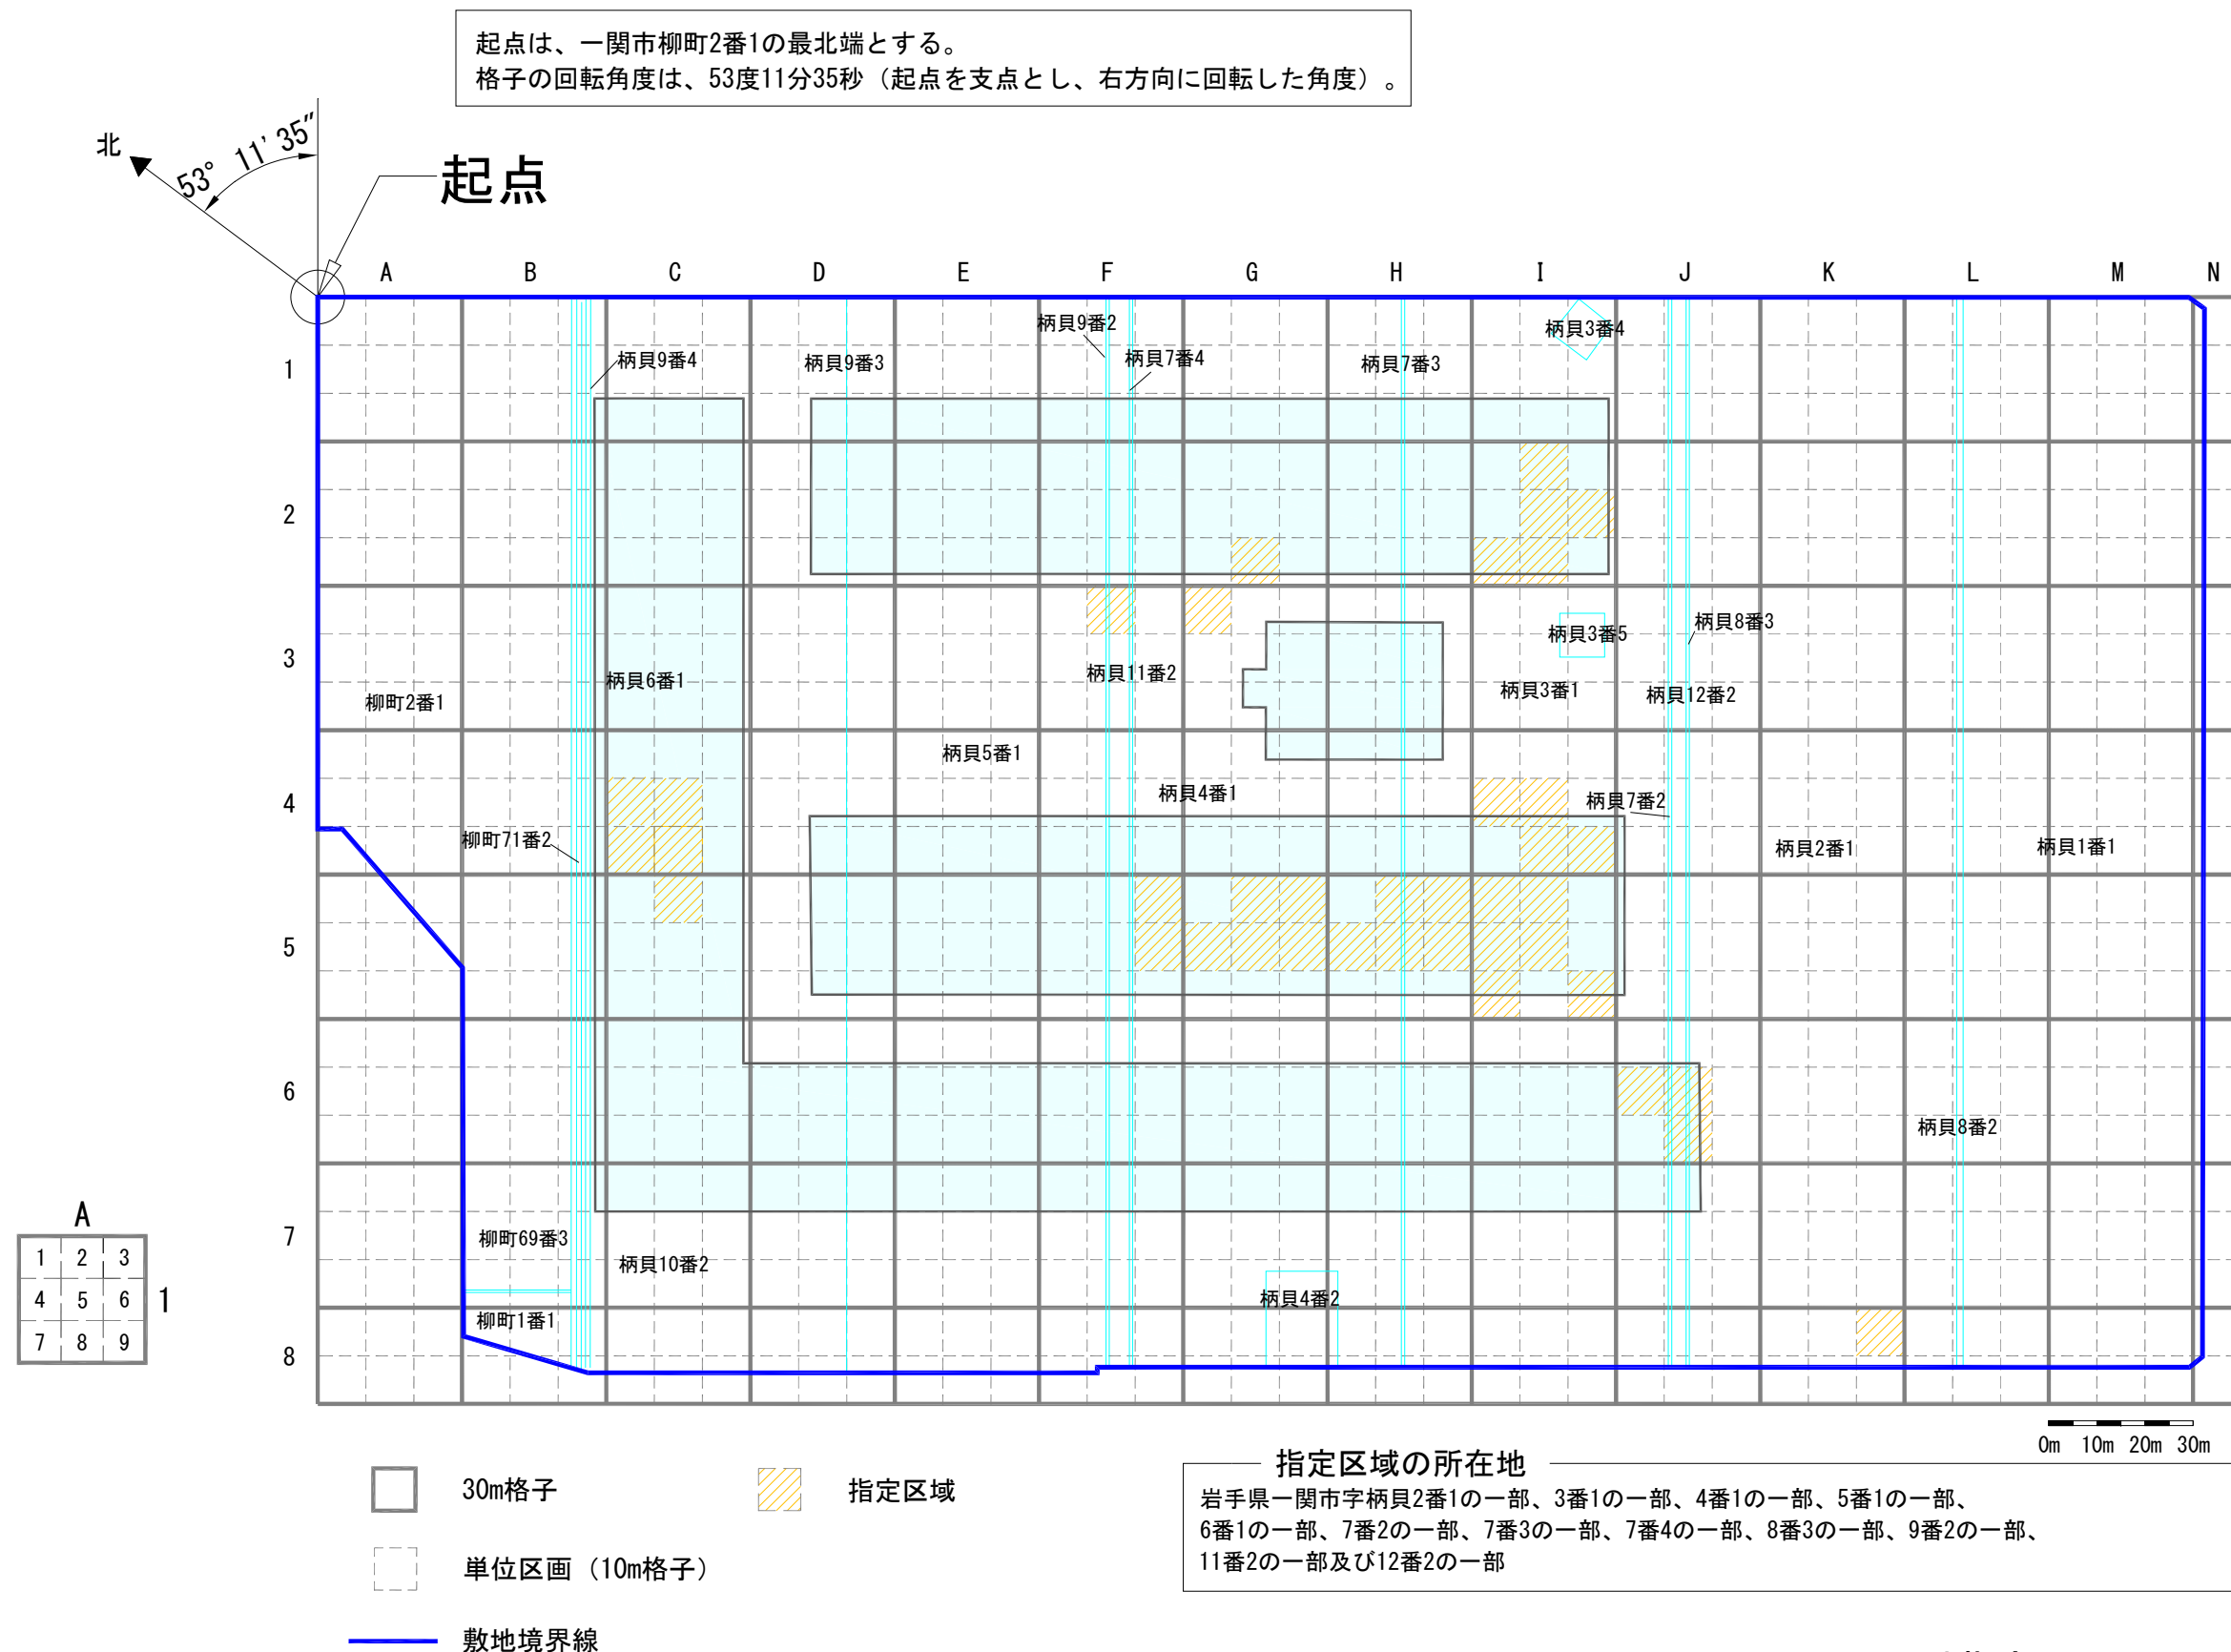 起点は、一関市柳町2番1の最北端とする。
格子の回転角度は、53度11分35秒（起点を支点とし、右方向に回転した角度）。
北
53° 11′ 35″
起点
A B C D E F G H I J K L M N
柄貝9番2
柄貝3番4
1
柄貝9番4
柄貝9番3
柄貝7番4
柄貝7番3
2
3
柄貝3番5
柄貝8番3
柄貝6番1
柄貝11番2
柄貝3番1
柄貝12番2
柳町2番1
柄貝5番1
4
柄貝4番1
柄貝7番2
柳町71番2
柄貝2番1
柄貝1番1
5
6
柄貝8番2
7
柳町69番3
柄貝10番2
柄貝4番2
柳町1番1
8
A
1 2 3
4 5 6 1
7 8 9
0m 10m 20m 30m
30m格子
指定区域
単位区画（10m格子）
敷地境界線
指定区域の所在地
岩手県一関市字柄貝2番1の一部、3番1の一部、4番1の一部、5番1の一部、
6番1の一部、7番2の一部、7番3の一部、7番4の一部、8番3の一部、9番2の一部、
11番2の一部及び12番2の一部